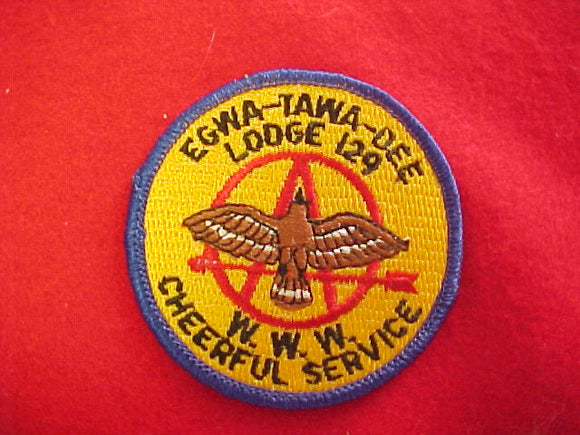 EGWA-TAWA-DEE
LODGE 129
W. W. W.
CHEERFUL SERVICE